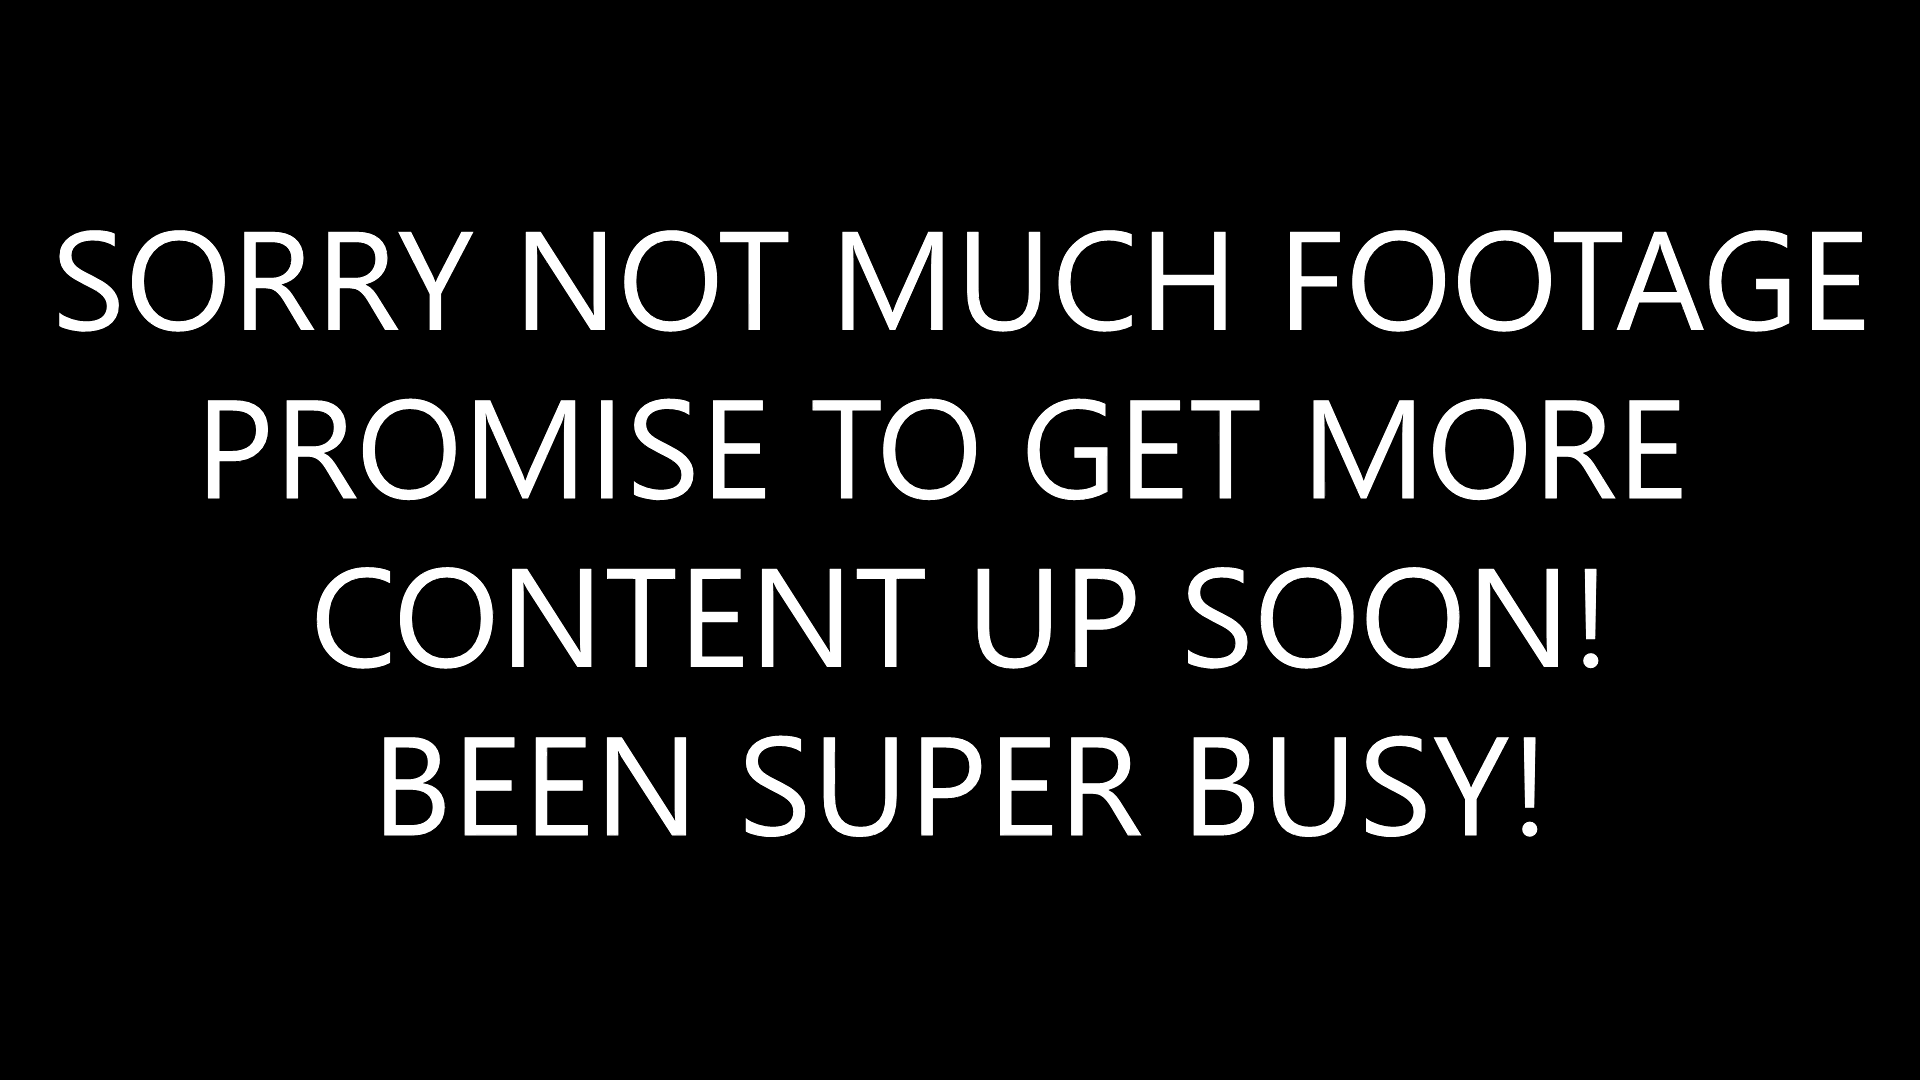 SORRY NOT MUCH FOOTAGE
PROMISE TO GET MORE
CONTENT UP SOON!
BEEN SUPER BUSY!